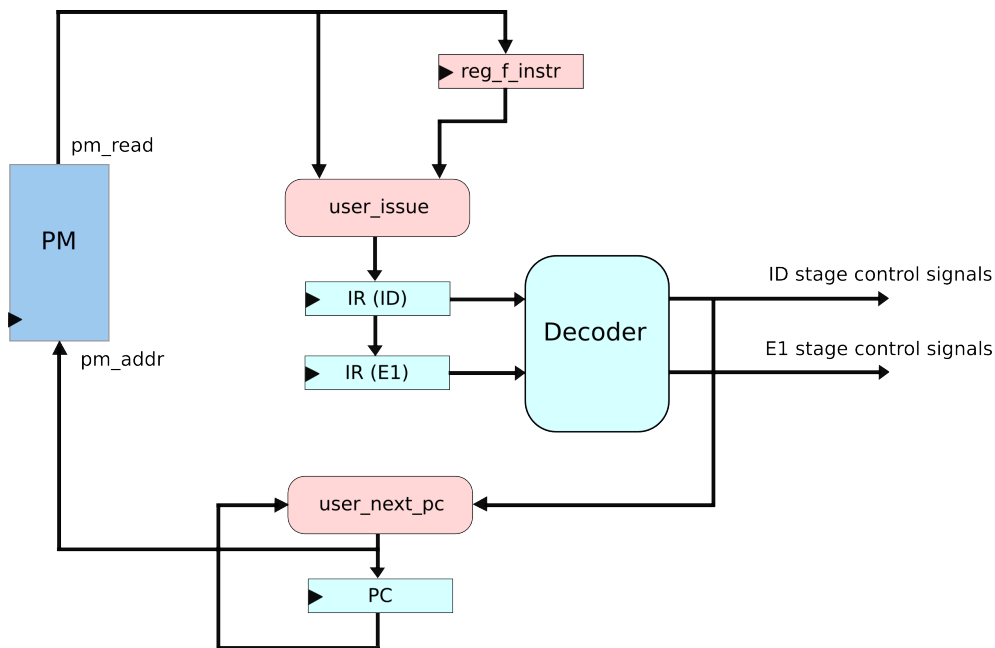 reg_f_instr
pm_read
user_issue
PM
ID stage control signals
IR (ID)
Decoder
E1 stage control signals
pm_addr
IR (E1)
user_next_pc
PC